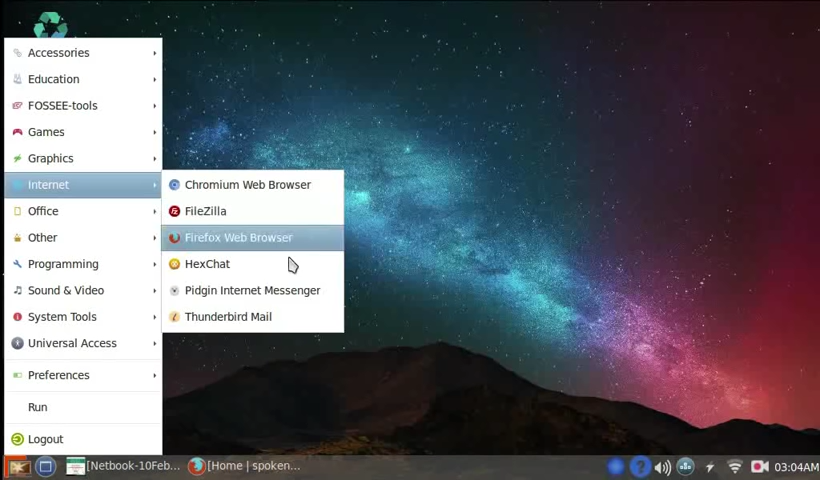 Accessories
Education
FOSSEE-tools
Games
Graphics
Internet
Office
Other
Programming
Sound & Video
System Tools
Universal Access
Preferences
Run
Logout
Chromium Web Browser
FileZilla
Firefox Web Browser
HexChat
Pidgin Internet Messenger
Thunderbird Mail
[Netbook-10Feb... [Home | spoken... 03:04AM